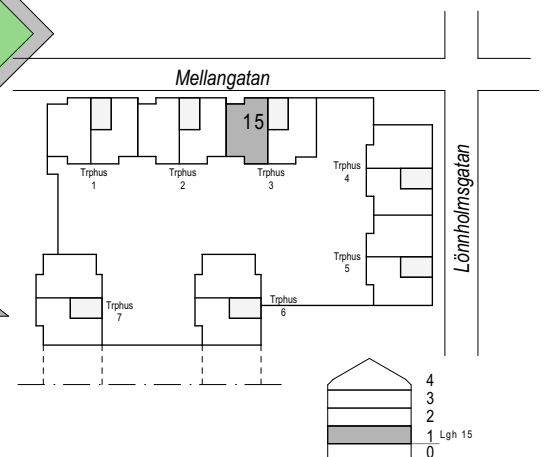 Mellangatan
15
Trphus
1
Trphus
2
Trphus
3
Trphus
4
Lönnholmsgatan
Trphus
5
Trphus
6
Trphus
7
4
3
2
1 Lgh 15
0